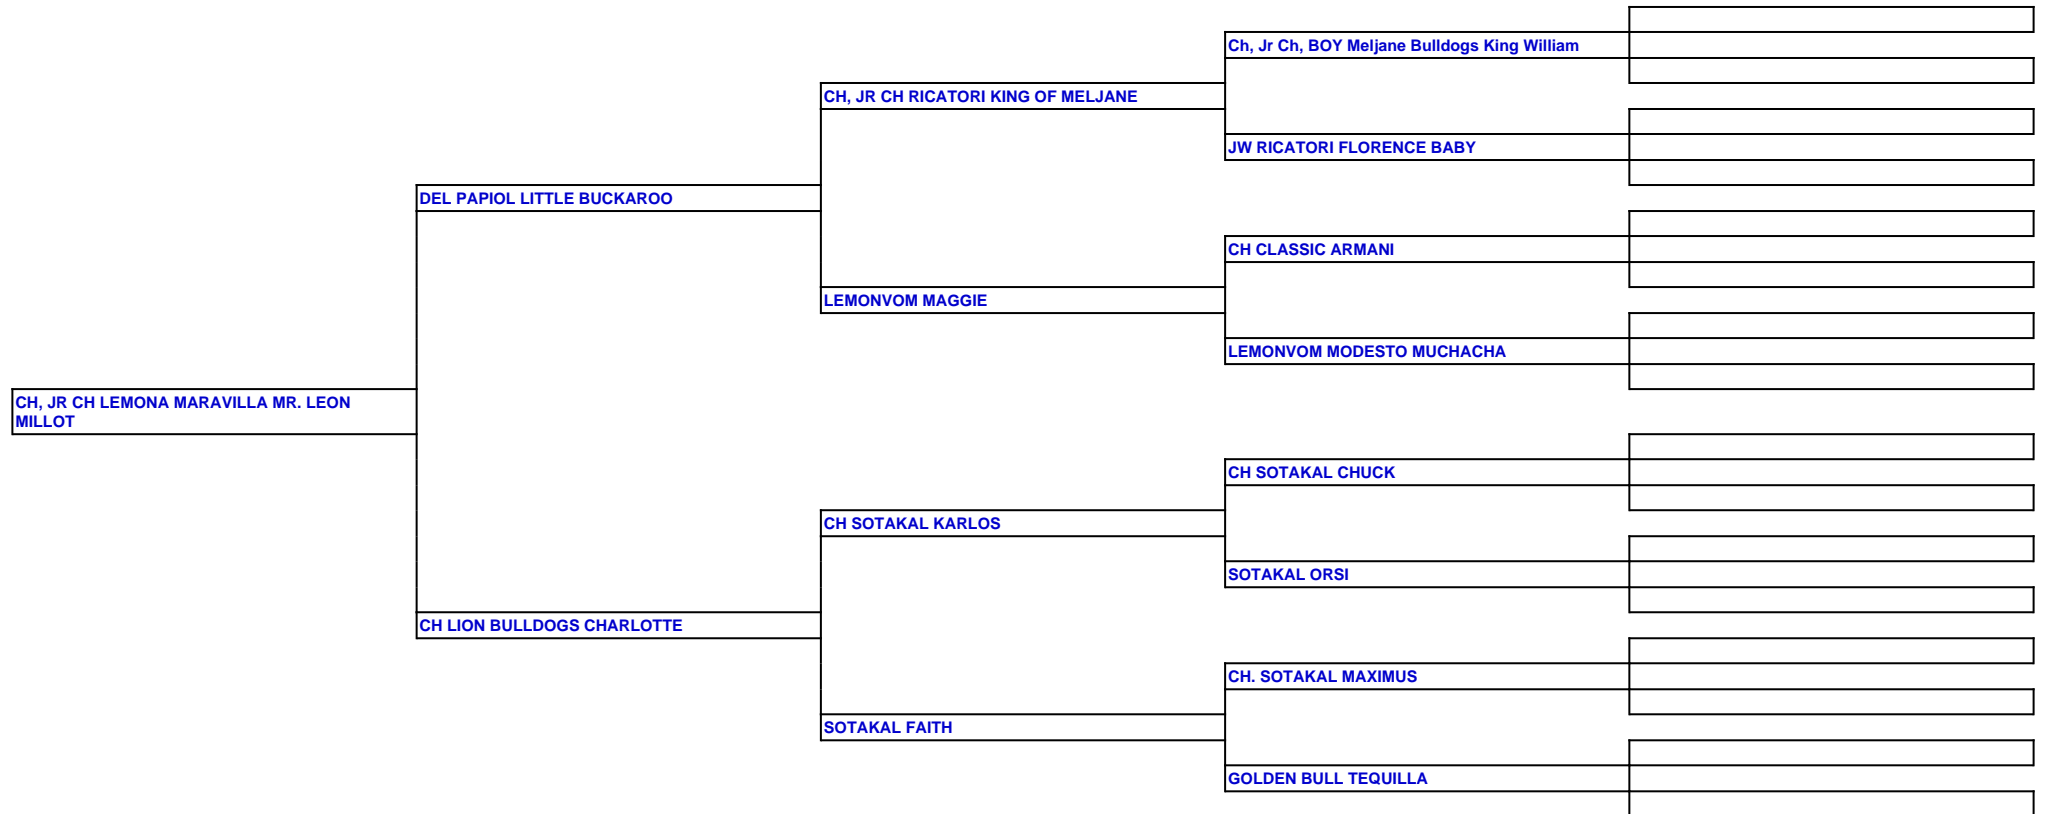 Ch, Jr Ch, BOY Meljane Bulldogs King William
CH, JR CH RICATORI KING OF MELJANE
JW RICATORI FLORENCE BABY
DEL PAPIOL LITTLE BUCKAROO
CH CLASSIC ARMANI
LEMONVOM MAGGIE
LEMONVOM MODESTO MUCHACHA
CH, JR CH LEMONA MARAVILLA MR. LEON
MILLOT
CH SOTAKAL CHUCK
CH SOTAKAL KARLOS
SOTAKAL ORSI
CH LION BULLDOGS CHARLOTTE
CH. SOTAKAL MAXIMUS
SOTAKAL FAITH
GOLDEN BULL TEQUILLA